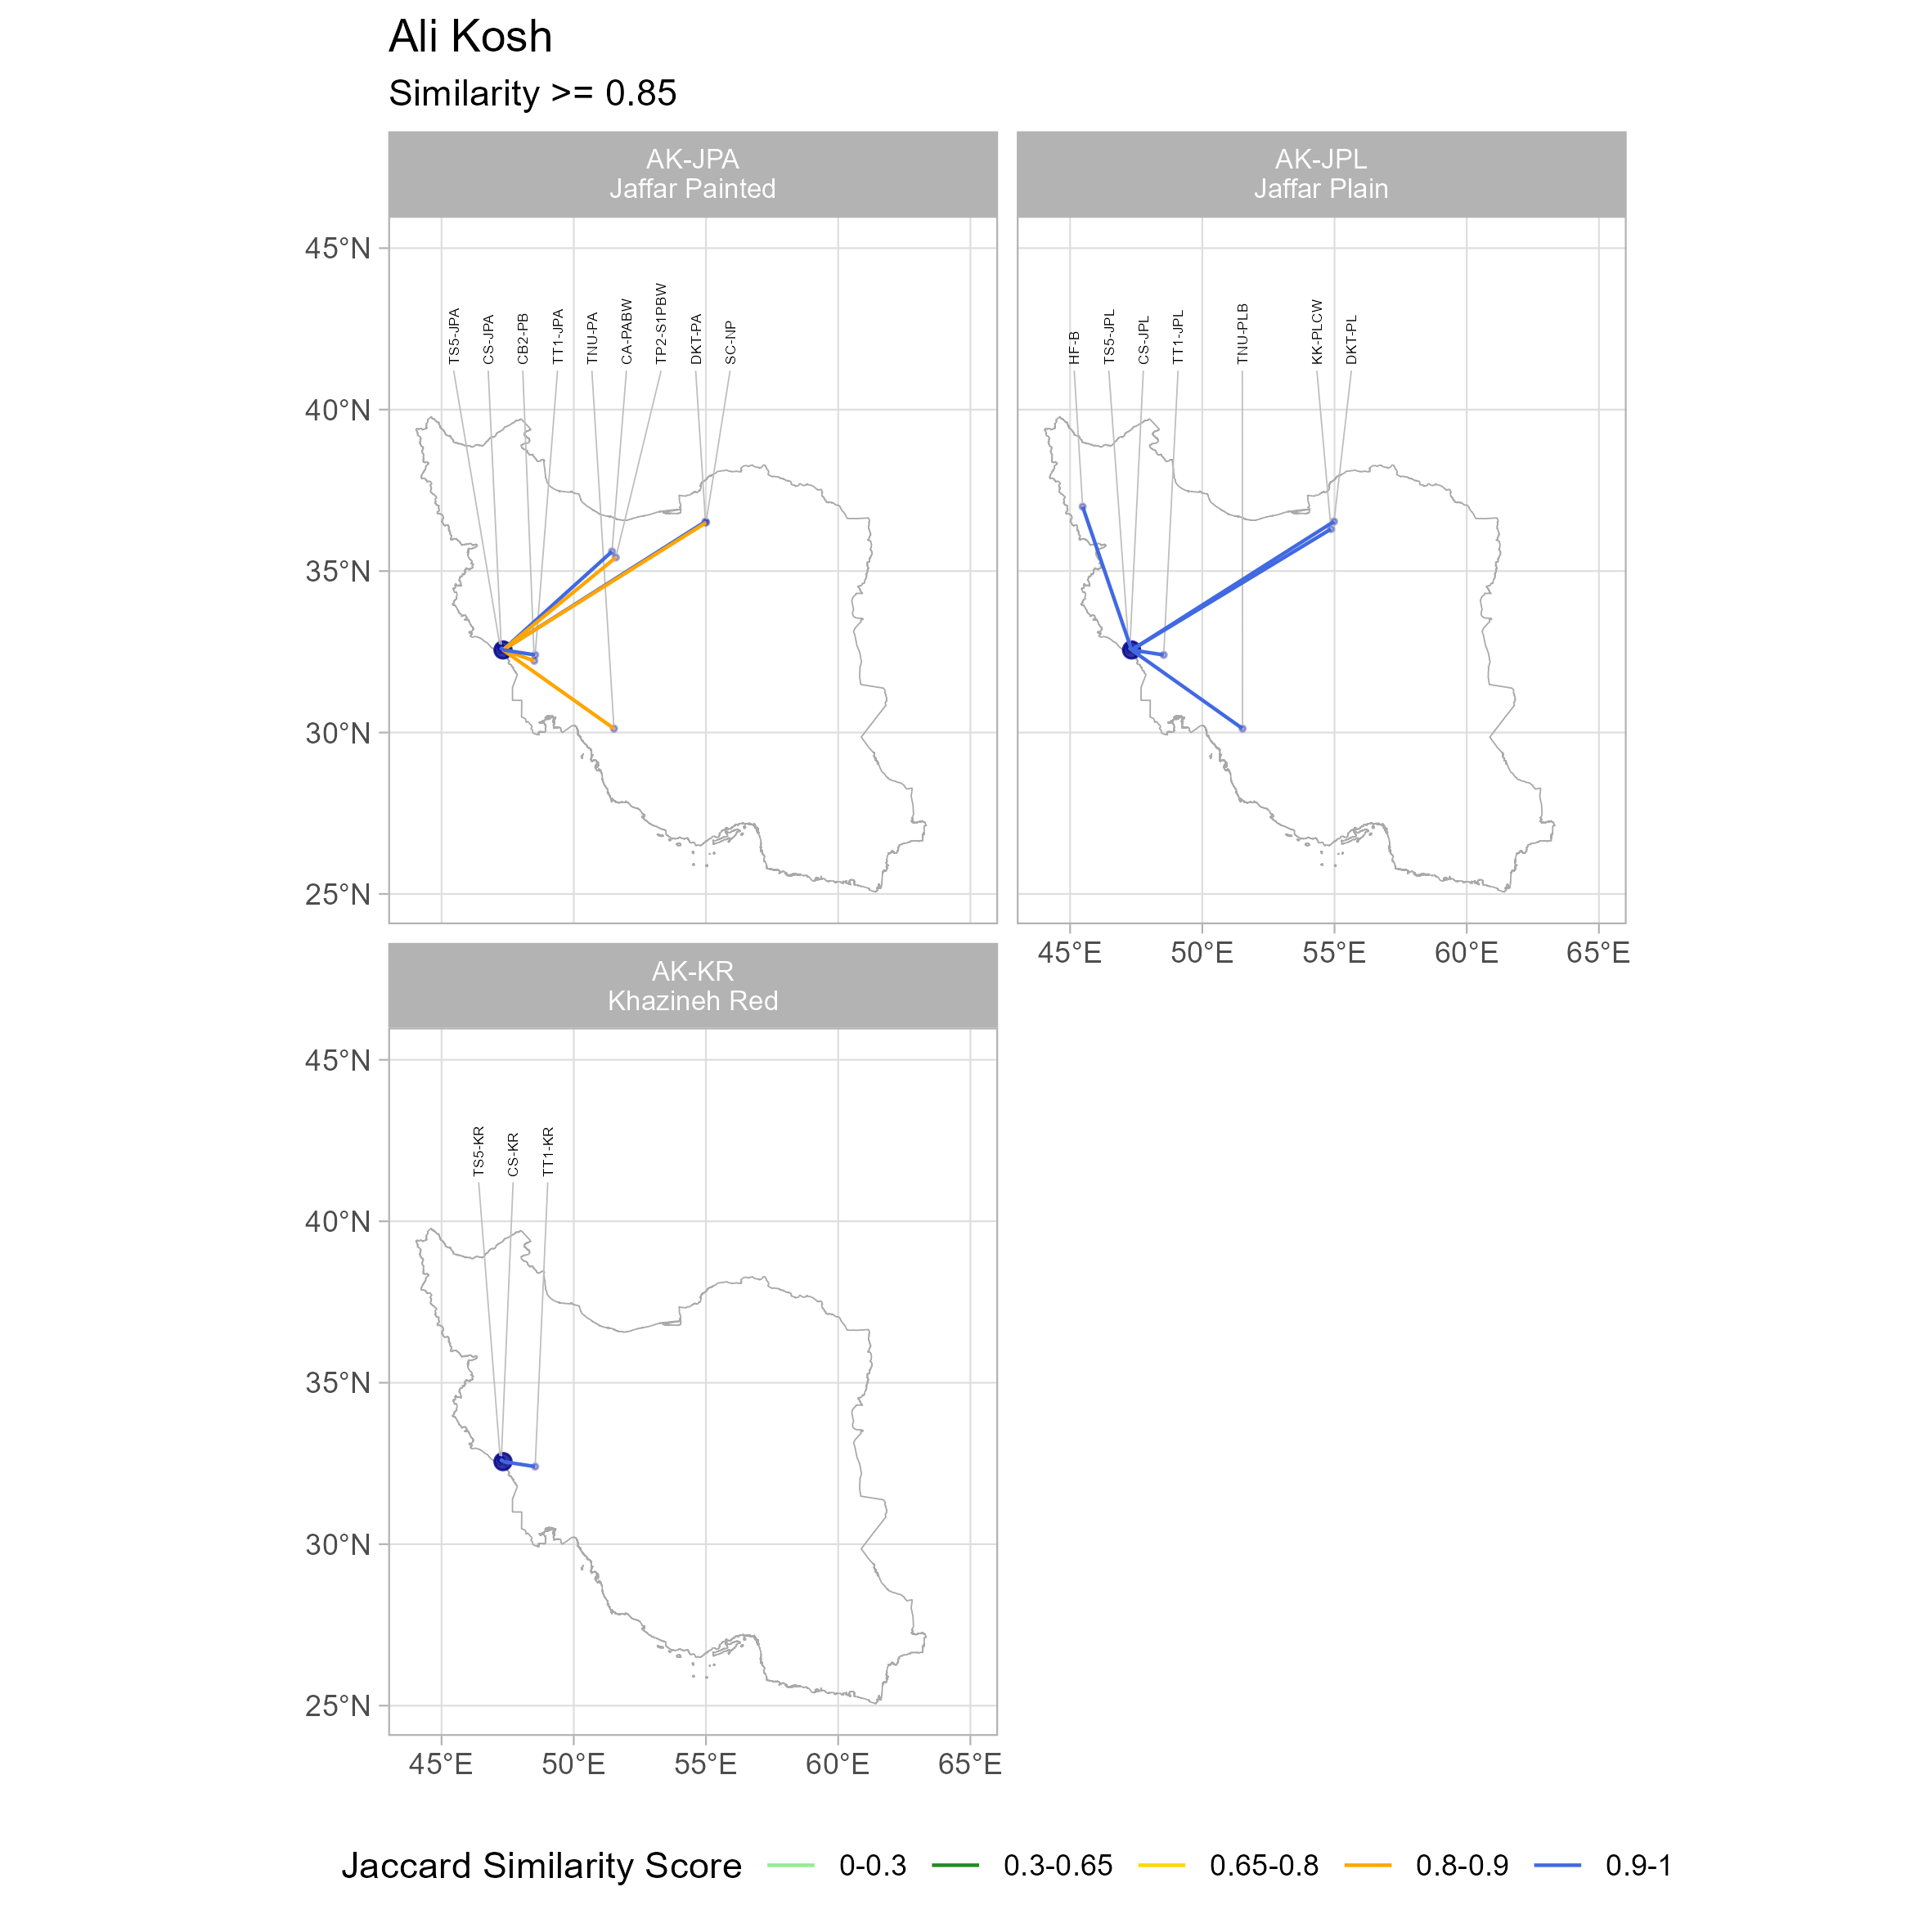 Ali Kosh
Similarity >= 0.85
AK-JPA
Jaffar Painted
AK-JPL
Jaffar Plain
45°N
40°N
35°N
30°N
25°N
TS5-JPA
CS-JPA
CB2-PB
TT1-JPA
TNU-PA
CA-PABW
TP2-S1PBW
DKT-PA
SC-NP
HF-B
TS5-JPL
CS-JPL
TT1-JPL
TNU-PLB
KK-PLCW
DKT-PL
45°E
50°E
55°E
60°E
65°E
AK-KR
Khazineh Red
45°N
40°N
35°N
30°N
25°N
TS5-KR
CS-KR
TT1-KR
45°E
50°E
55°E
60°E
65°E
Jaccard Similarity Score 0-0.3 0.3-0.65 0.65-0.8 0.8-0.9 0.9-1